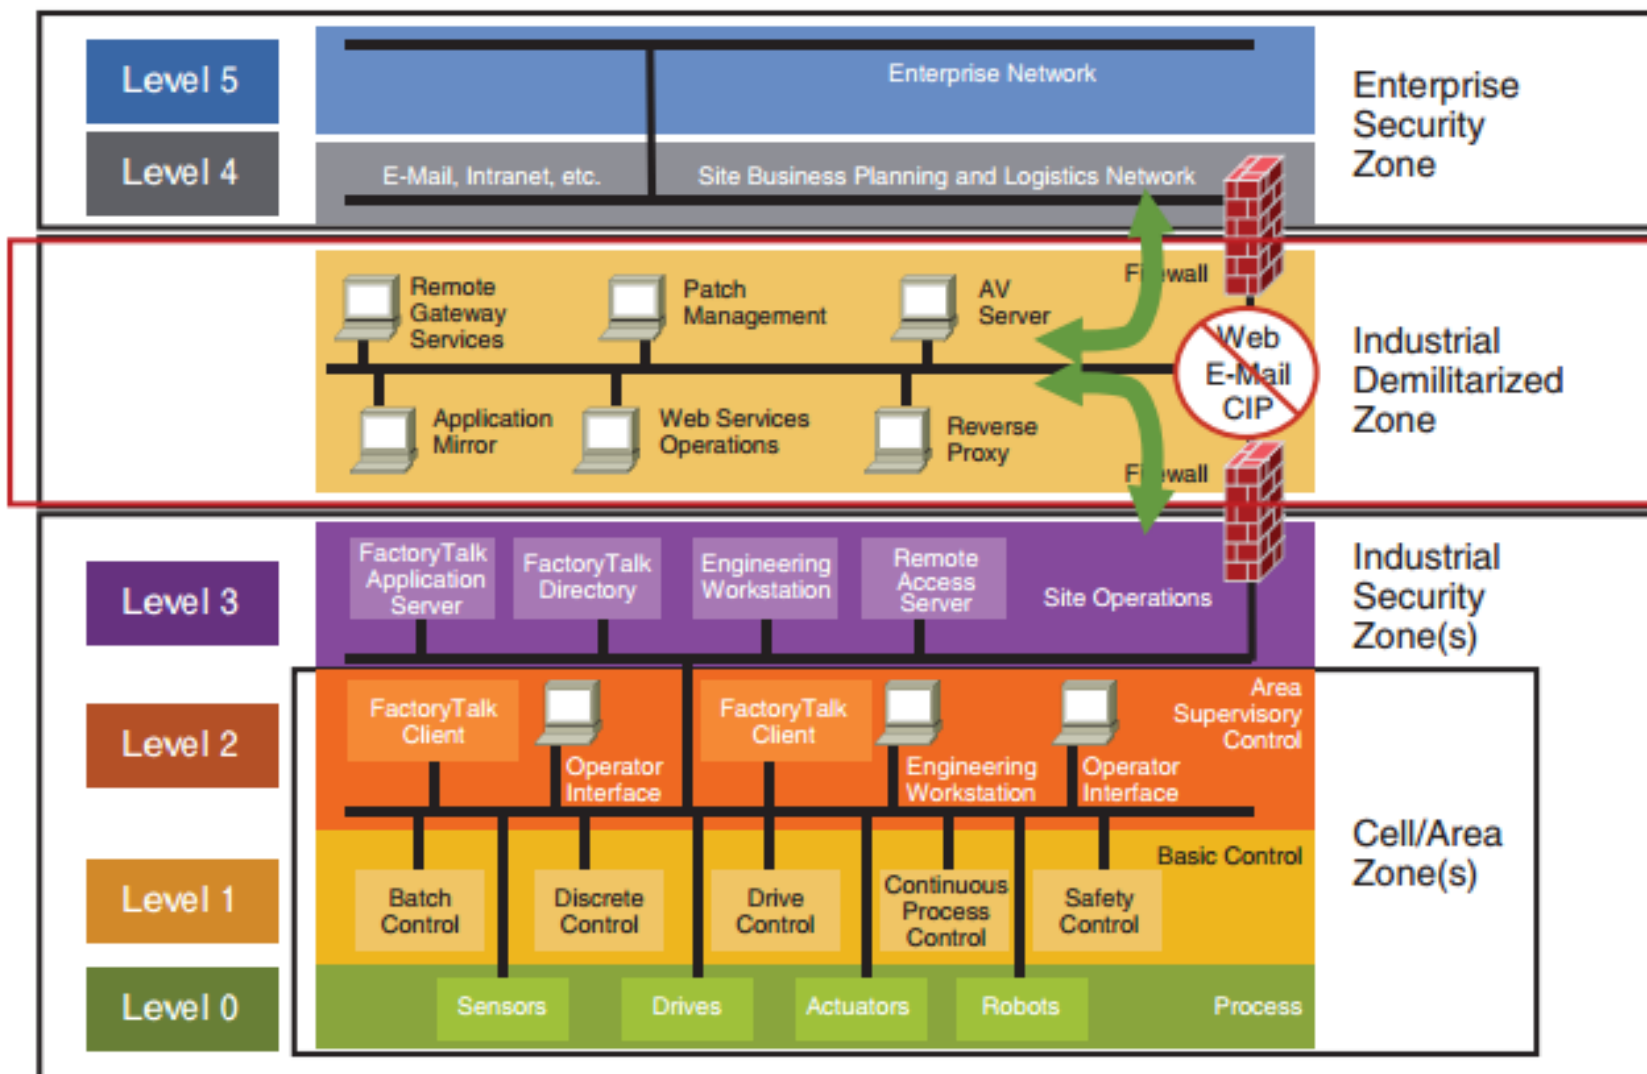 Level 5
Enterprise Network
Enterprise
Security
Zone
Level 4
E-Mail, Intranet, etc.
Site Business Planning and Logistics Network
Remote
Gateway
Services
Patch
Management
AV
Server
Firewall
Web
E-Mail
CIP
Industrial
Demilitarized
Zone
Application
Mirror
Web Services
Operations
Reverse
Proxy
Firewall
Level 3
FactoryTalk
Application
Server
FactoryTalk
Directory
Engineering
Workstation
Remote
Access
Server
Site Operations
Industrial
Security
Zone(s)
Level 2
FactoryTalk
Client
Operator
Interface
FactoryTalk
Client
Engineering
Workstation
Operator
Interface
Area
Supervisory
Control
Level 1
Basic Control
Batch
Control
Discrete
Control
Drive
Control
Continuous
Process
Control
Safety
Control
Cell/Area
Zone(s)
Level 0
Sensors
Drives
Actuators
Robots
Process